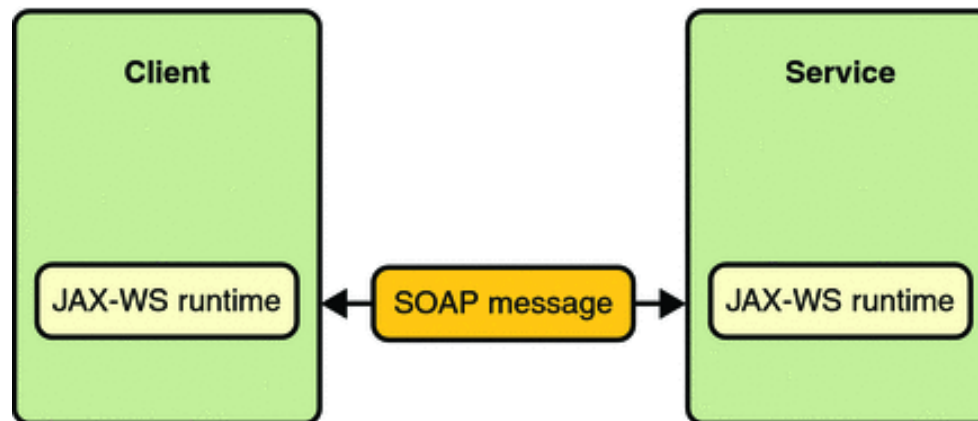 Client
Service
JAX-WS runtime
SOAP message
JAX-WS runtime